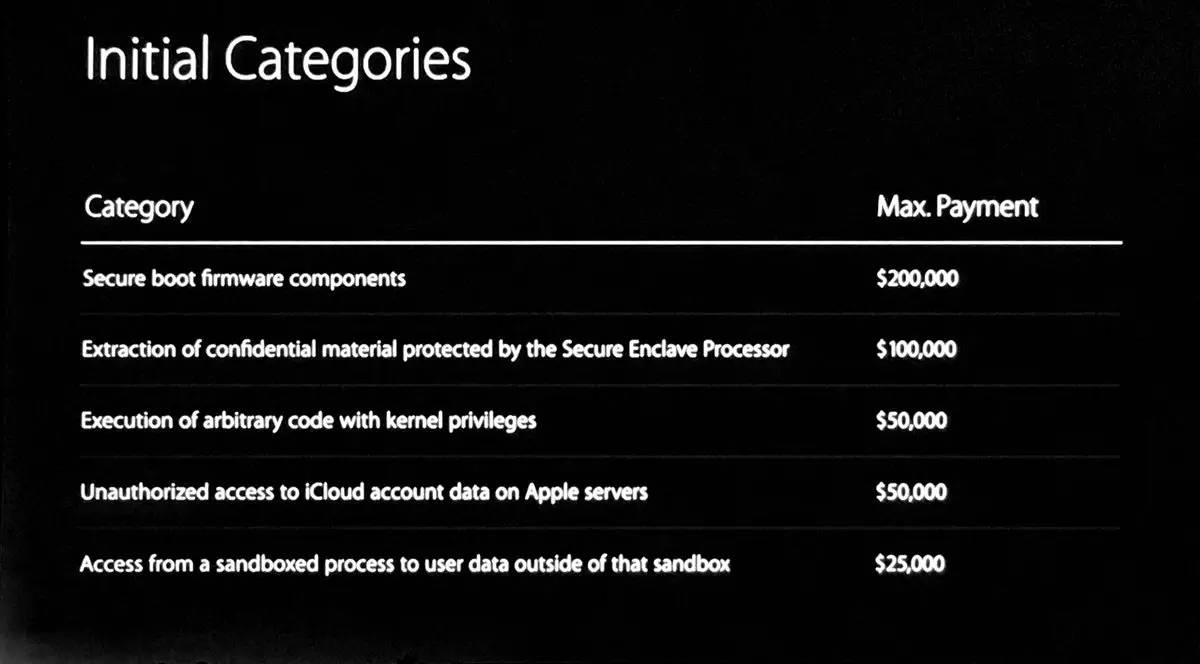 Initial Categories
Category Max. Payment
Secure boot firmware components $200,000
Extraction of confidential material protected by the Secure Enclave Processor $100,000
Execution of arbitrary code with kernel privileges $50,000
Unauthorized access to iCloud account data on Apple servers $50,000
Access from a sandboxed process to user data outside of that sandbox $25,000